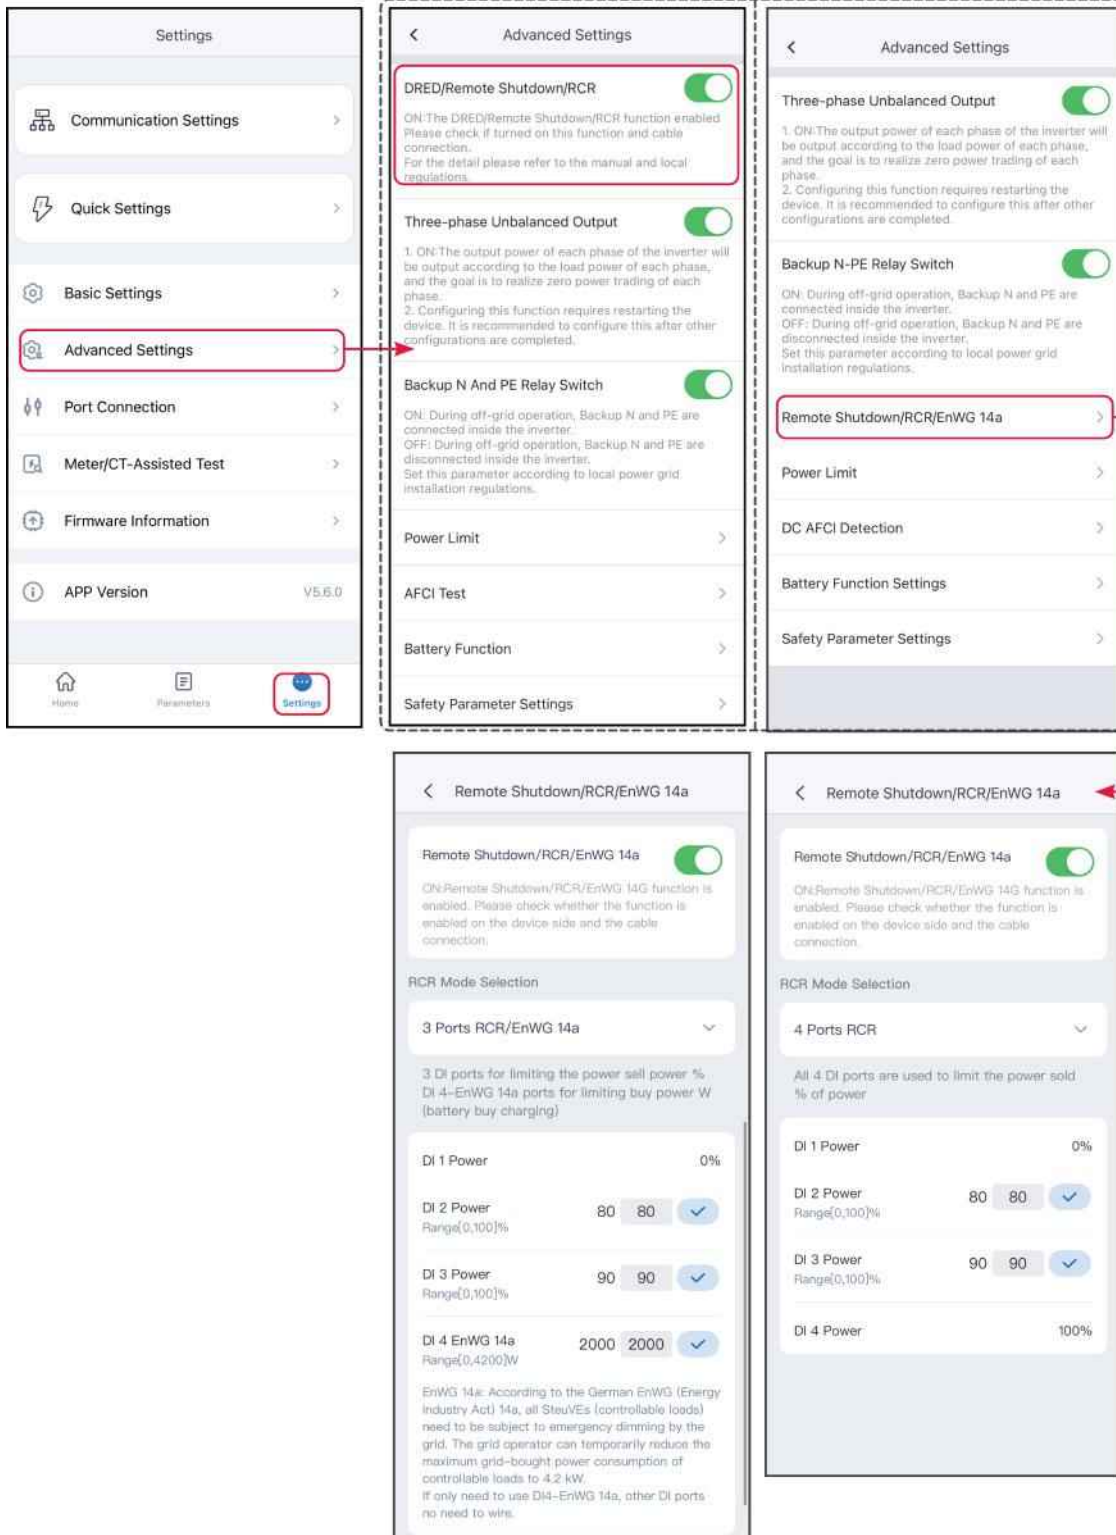 Settings
Communication Settings
Quick Settings
Basic Settings
Advanced Settings
Port Connection
Meter/CT-Assisted Test
Firmware Information
APP Version V5.6.0
Home Parameters Settings
Advanced Settings
DRED/Remote Shutdown/RCR
ON:The DRED/Remote Shutdown/RCR function enabled
Please check if turned on this function and cable
connection.
For the detail please refer to the manual and local
regulations.
Three-phase Unbalanced Output
1. ON:The output power of each phase of the inverter will
be output according to the load power of each phase,
and the goal is to realize zero power trading of each
phase.
2. Configuring this function requires restarting the
device. It is recommended to configure this after other
configurations are completed.
Backup N And PE Relay Switch
ON: During off-grid operation, Backup N and PE are
connected inside the inverter.
OFF: During off-grid operation, Backup N and PE are
disconnected inside the inverter.
Set this parameter according to local power grid
installation regulations.
Power Limit
AFCI Test
Battery Function
Safety Parameter Settings
Advanced Settings
Three-phase Unbalanced Output
1. ON:The output power of each phase of the inverter will
be output according to the load power of each phase,
and the goal is to realize zero power trading of each
phase.
2. Configuring this function requires restarting the
device. It is recommended to configure this after other
configurations are completed.
Backup N-PE Relay Switch
ON: During off-grid operation, Backup N and PE are
connected inside the inverter.
OFF: During off-grid operation, Backup N and PE are
disconnected inside the inverter.
Set this parameter according to local power grid
installation regulations.
Remote Shutdown/RCR/EnWG 14a
Power Limit
DC AFCI Detection
Battery Function Settings
Safety Parameter Settings
Remote Shutdown/RCR/EnWG 14a
Remote Shutdown/RCR/EnWG 14a
ON:Remote Shutdown/RCR/EnWG 14G function is
enabled. Please check whether the function is
enabled on the device side and the cable
connection.
RCR Mode Selection
3 Ports RCR/EnWG 14a
3 DI ports for limiting the power sell power %
DI 4-EnWG 14a ports for limiting buy power W
(battery buy charging)
DI 1 Power 0%
DI 2 Power 80 80
Range[0,100]%
DI 3 Power 90 90
Range[0,100]%
DI 4 EnWG 14a 2000 2000
Range[0,4200]W
EnWG 14a: According to the German EnWG (Energy
Industry Act) 14a, all SteuVEs (controllable loads)
need to be subject to emergency dimming by the
grid. The grid operator can temporarily reduce the
maximum grid-bought power consumption of
controllable loads to 4.2 kW.
If only need to use DI4-EnWG 14a, other DI ports
no need to wire.
Remote Shutdown/RCR/EnWG 14a
Remote Shutdown/RCR/EnWG 14a
ON:Remote Shutdown/RCR/EnWG 14G function is
enabled. Please check whether the function is
enabled on the device side and the cable
connection.
RCR Mode Selection
4 Ports RCR
All 4 DI ports are used to limit the power sold
% of power
DI 1 Power 0%
DI 2 Power 80 80
Range[0,100]%
DI 3 Power 90 90
Range[0,100]%
DI 4 Power 100%